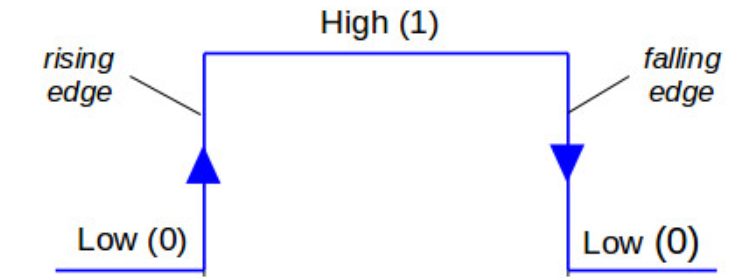 High (1)
rising
edge
falling
edge
Low (0)
Low (0)